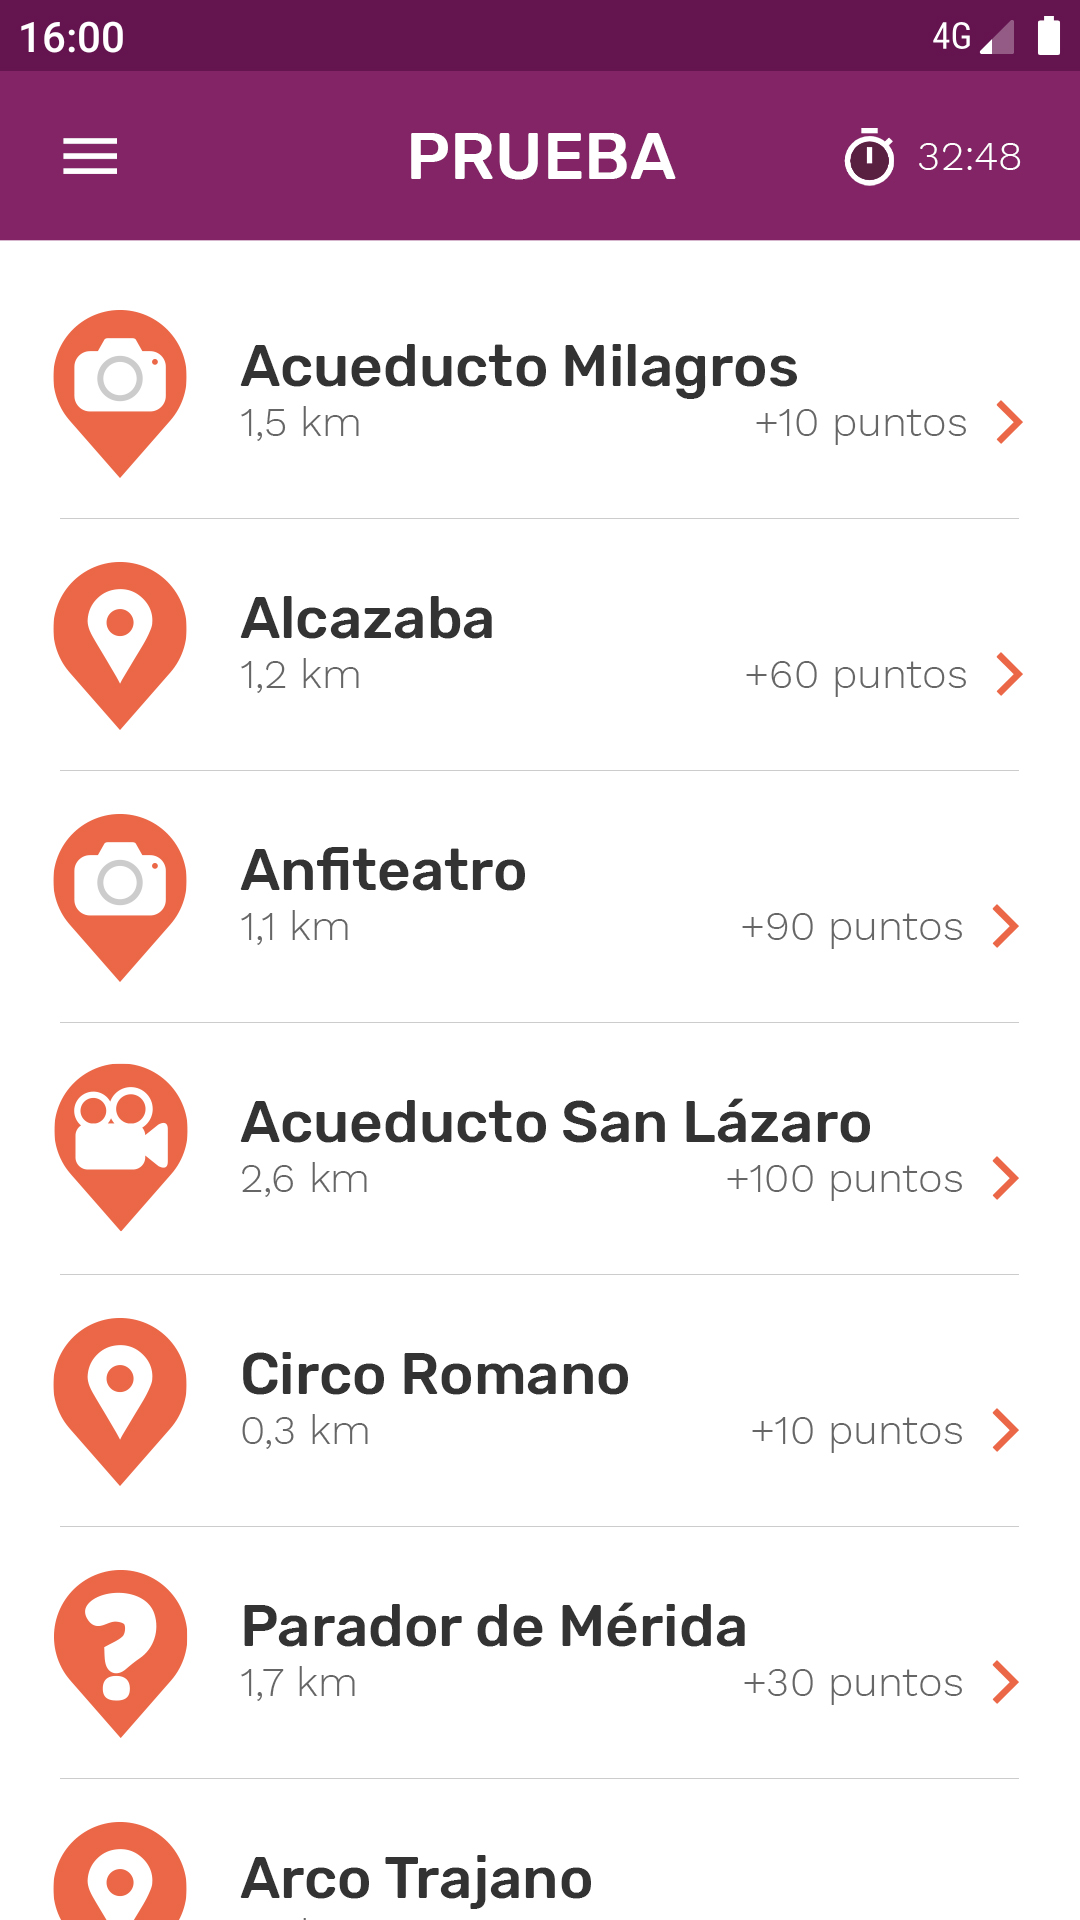 16:00 4G
PRUEBA 32:48
Acueducto Milagros
1,5 km +10 puntos
Alcazaba
1,2 km +60 puntos
Anfiteatro
1,1 km +90 puntos
Acueducto San Lázaro
2,6 km +100 puntos
Circo Romano
0,3 km +10 puntos
Parador de Mérida
1,7 km +30 puntos
Arco Trajano